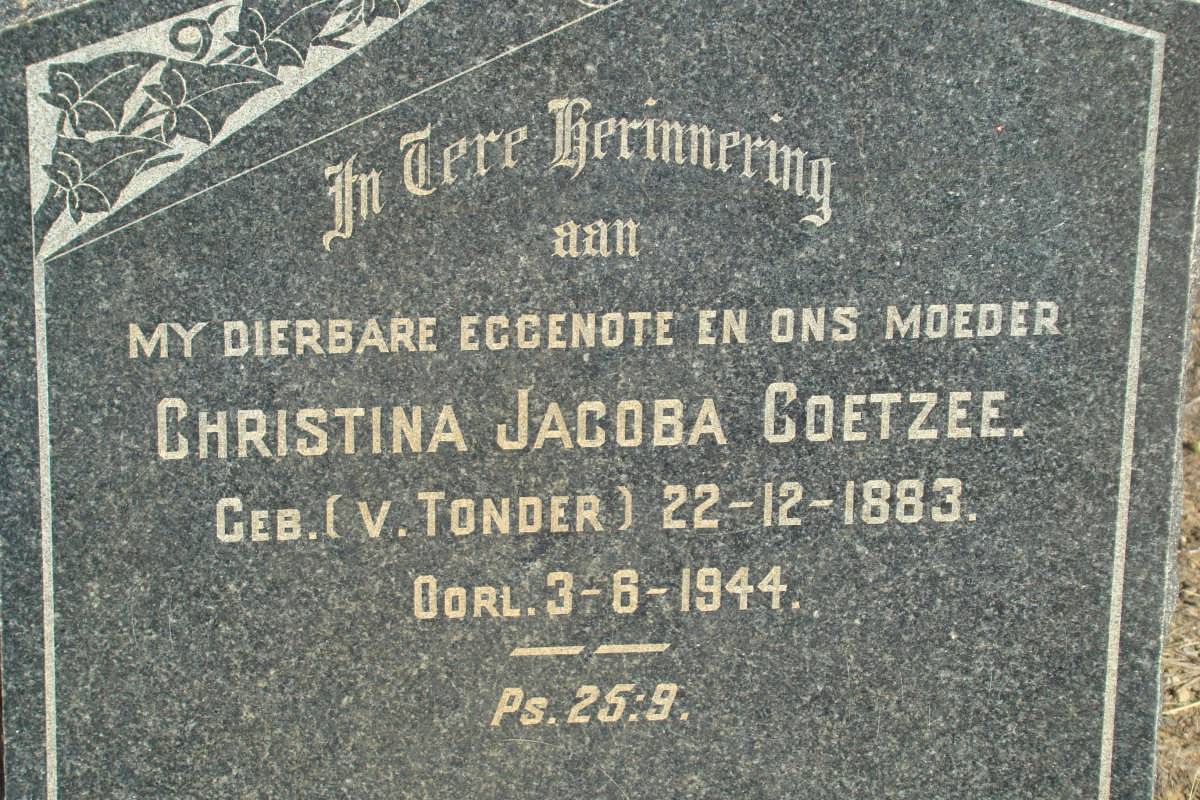 In Tere Herinnering
aan
MY DIERBARE EGGENOTE EN ONS MOEDER
CHRISTINA JACOBA GOETZEE.
GEB. (V. TONDER) 22-12-1883.
OORL. 3-6-1944.
PS. 25:9.